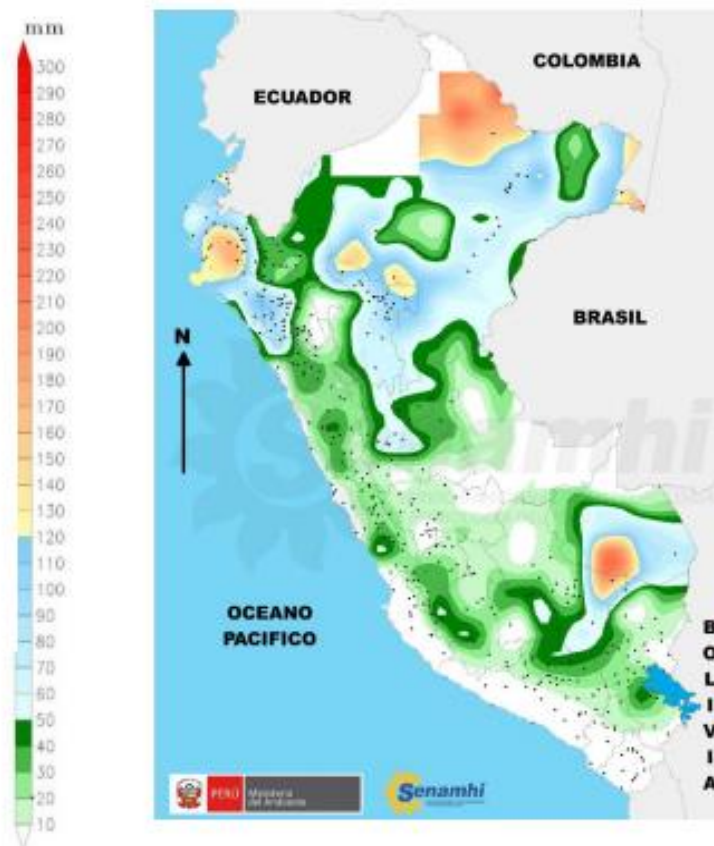 mm
300
290
280
270
260
250
240
230
220
210
200
190
180
170
160
150
140
130
120
110
100
90
80
70
60
50
40
30
20
10
COLOMBIA
ECUADOR
BRASIL
N
Senamhi
OCEANO
PACIFICO
BOLIVIA
PERÚ
Ministerio
del Ambiente
Senamhi